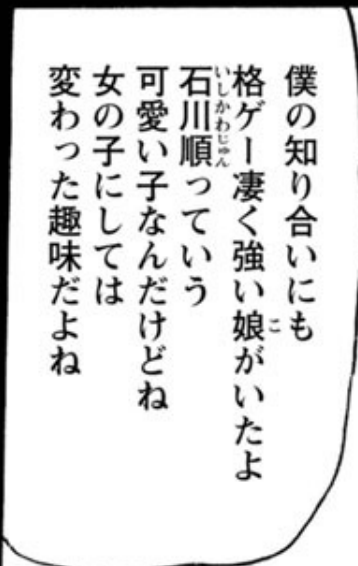 僕の知り合いにも
格ゲー凄く強い娘がいたよ
石川順っていう
可愛い子なんだけどね
女の子にしては
変わった趣味だよね